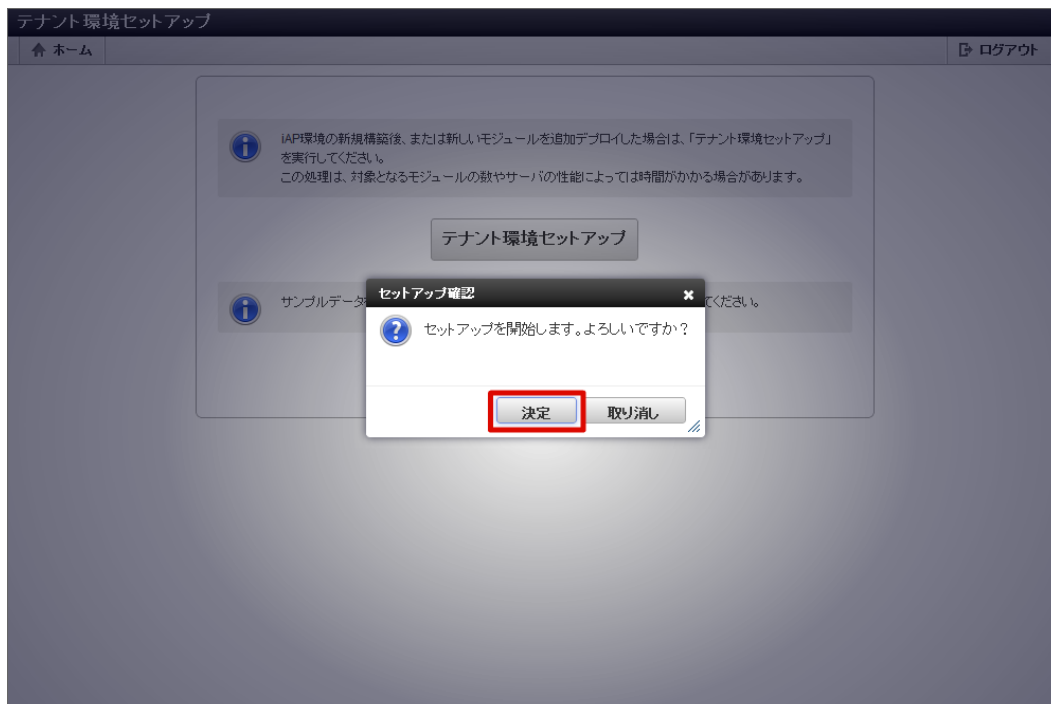 テナント環境セットアップ
ホーム
ログアウト
iAP環境の新規構築後、または新しいモジュールを追加デプロイした場合は、「テナント環境セットアップ」
を実行してください。
この処理は、対象となるモジュールの数やサーバの性能によっては時間がかかる場合があります。
テナント環境セットアップ
サンプルデータ
てください。
セットアップ確認
セットアップを開始します。よろしいですか？
決定
取り消し